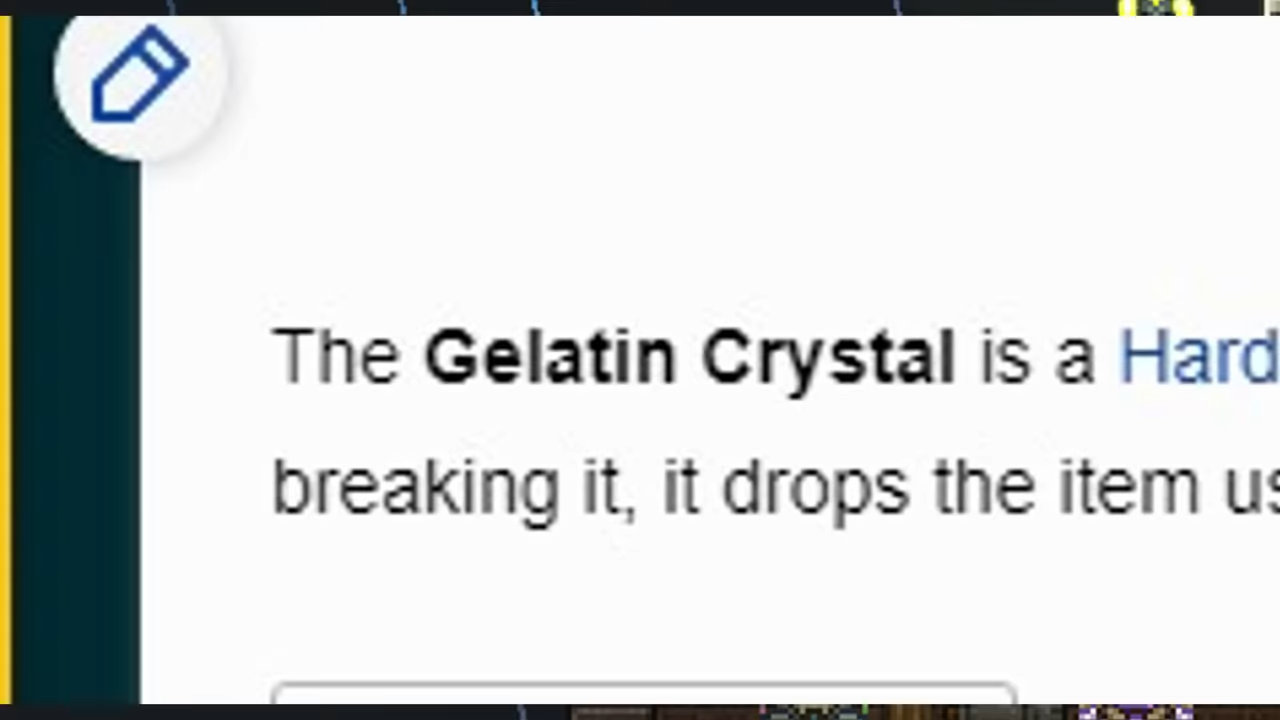 The Gelatin Crystal is a Hard
breaking it, it drops the item us